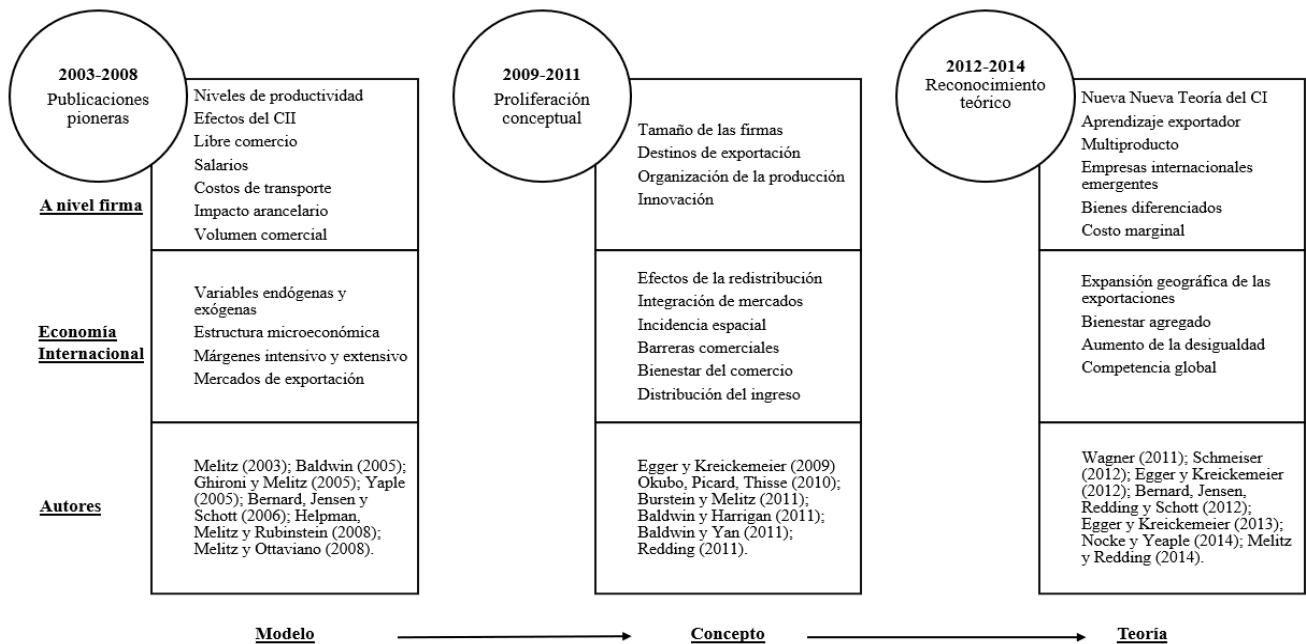 2003-2008
Publicaciones
pioneras
Niveles de productividad
Efectos del CII
Libre comercio
Salarios
Costos de transporte
Impacto arancelario
Volumen comercial
2009-2011
Proliferación
conceptual
Tamaño de las firmas
Destinos de exportación
Organización de la producción
Innovación
2012-2014
Reconocimiento
teórico
Nueva Nueva Teoría del CI
Aprendizaje exportador
Multiproducto
Empresas internacionales
emergentes
Bienes diferenciados
Costo marginal
A nivel firma
Economía
Internacional
Variables endógenas y
exógenas
Estructura microeconómica
Márgenes intensivo y extensivo
Mercados de exportación
Efectos de la redistribución
Integración de mercados
Incidencia espacial
Barreras comerciales
Bienestar del comercio
Distribución del ingreso
Expansión geográfica de las
exportaciones
Bienestar agregado
Aumento de la desigualdad
Competencia global
Autores
Melitz (2003); Baldwin (2005);
Ghironi y Melitz (2005); Yaple
(2005); Bernard, Jensen y
Schott (2006); Helpman,
Melitz y Rubinstein (2008);
Melitz y Ottaviano (2008).
Egger y Kreickemeier (2009)
Okubo, Picard, Thisse (2010);
Burstein y Melitz (2011);
Baldwin y Harrigan (2011);
Baldwin y Yan (2011);
Redding (2011).
Wagner (2011); Schmeiser
(2012); Egger y Kreickemeier
(2012); Bernard, Jensen,
Redding y Schott (2012);
Egger y Kreickemeier (2013);
Nocke y Yeaple (2014); Melitz
y Redding (2014).
Modelo
Concepto
Teoría